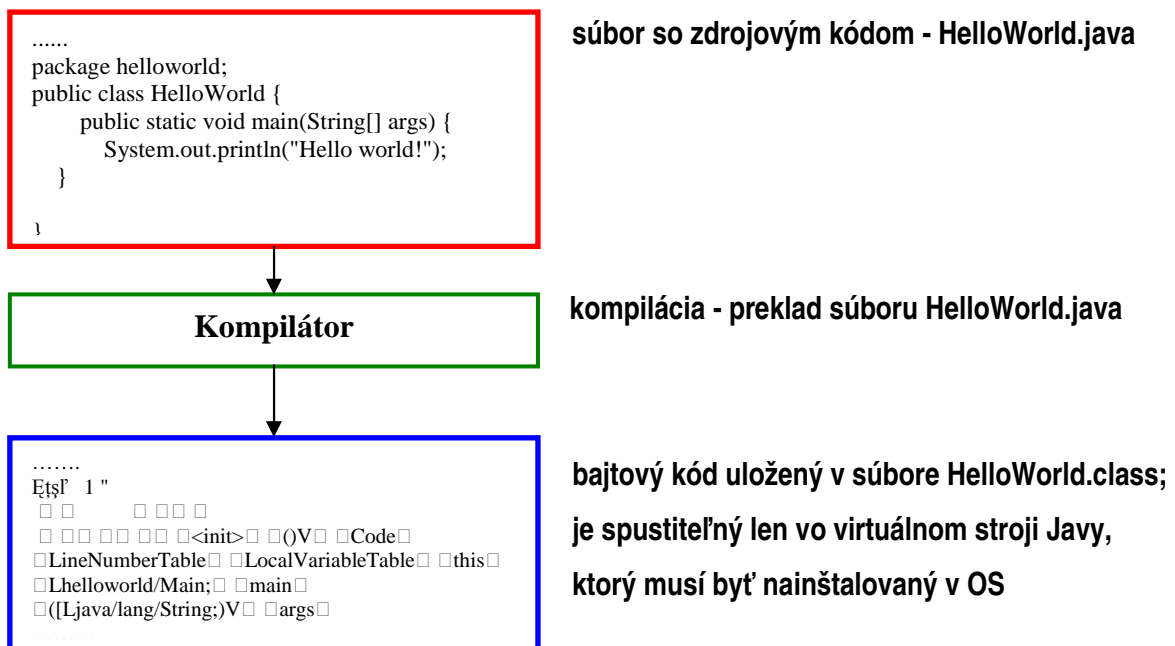 ......
package helloworld;
public class HelloWorld {
public static void main(String[] args) {
System.out.println("Hello world!");
}
}
súbor so zdrojovým kódom - HelloWorld.java
Kompilátor
kompilácia - preklad súboru HelloWorld.java
.......
Ęţşľ 1 "
□ □ □ □ □ □
□ □ □ □ □ □ □ □<init>□ □()V□ □Code□
□LineNumberTable□ □LocalVariableTable□ □this□
□Lhelloworld/Main;□ □main□
□([Ljava/lang/String;)V□ □args□
bajtový kód uložený v súbore HelloWorld.class;
je spustiteľný len vo virtuálnom stroji Javy,
ktorý musí byť nainštalovaný v OS